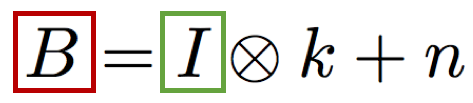 B = I ⊗ k + n